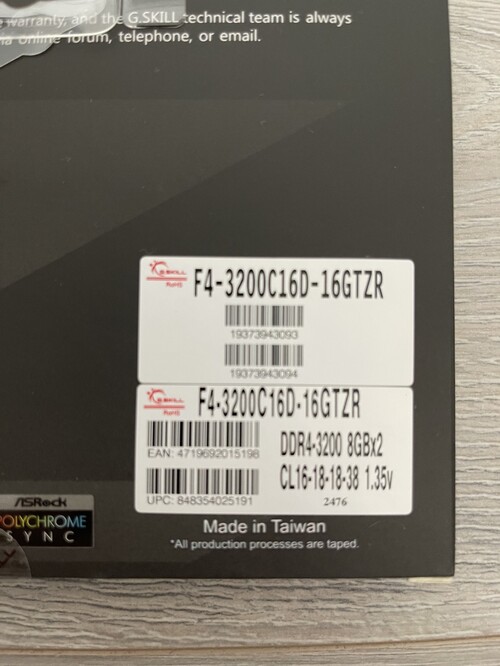 warranty, and the G.SKILL technical team is always
online forum, telephone, or email.
G.SKILL
RoHS
F4-3200C16D-16GTZR
19373943093
19373943094
G.SKILL
RoHS
F4-3200C16D-16GTZR
EAN: 4719692015198
DDR4-3200 8GBx2
CL16-18-18-38 1.35v
UPC: 848354025191
2476
ASRock
POLYCHROME
SYNC
Made in Taiwan
*All production processes are taped.